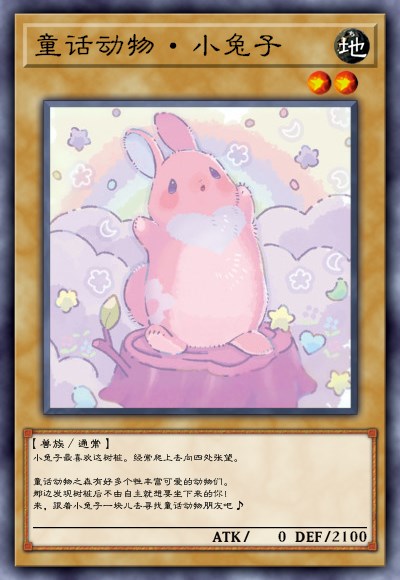 童话动物·小兔子
地
【兽族/通常】
小兔子最喜欢这树桩。经常爬上去向四处张望。
童话动物之森有好多个性丰富可爱的动物们。
那边发现树桩后不由自主就想要坐下来的你！
来，跟着小兔子一块儿去寻找童话动物朋友吧♪
ATK/ 0 DEF/2100